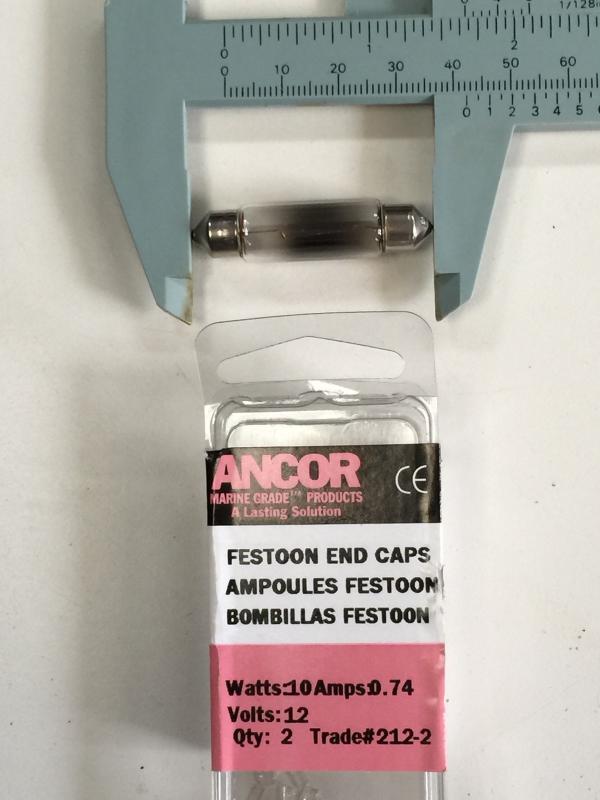 1/128in
0 1 2
0 10 20 30 40 50 60
0 1 2 3 4 5
ANCOR
MARINE GRADE™ PRODUCTS
A Lasting Solution
CE
FESTOON END CAPS
AMPOULES FESTOON
BOMBILLAS FESTOON
Watts:10 Amps:0.74
Volts:12
Qty: 2 Trade#212-2